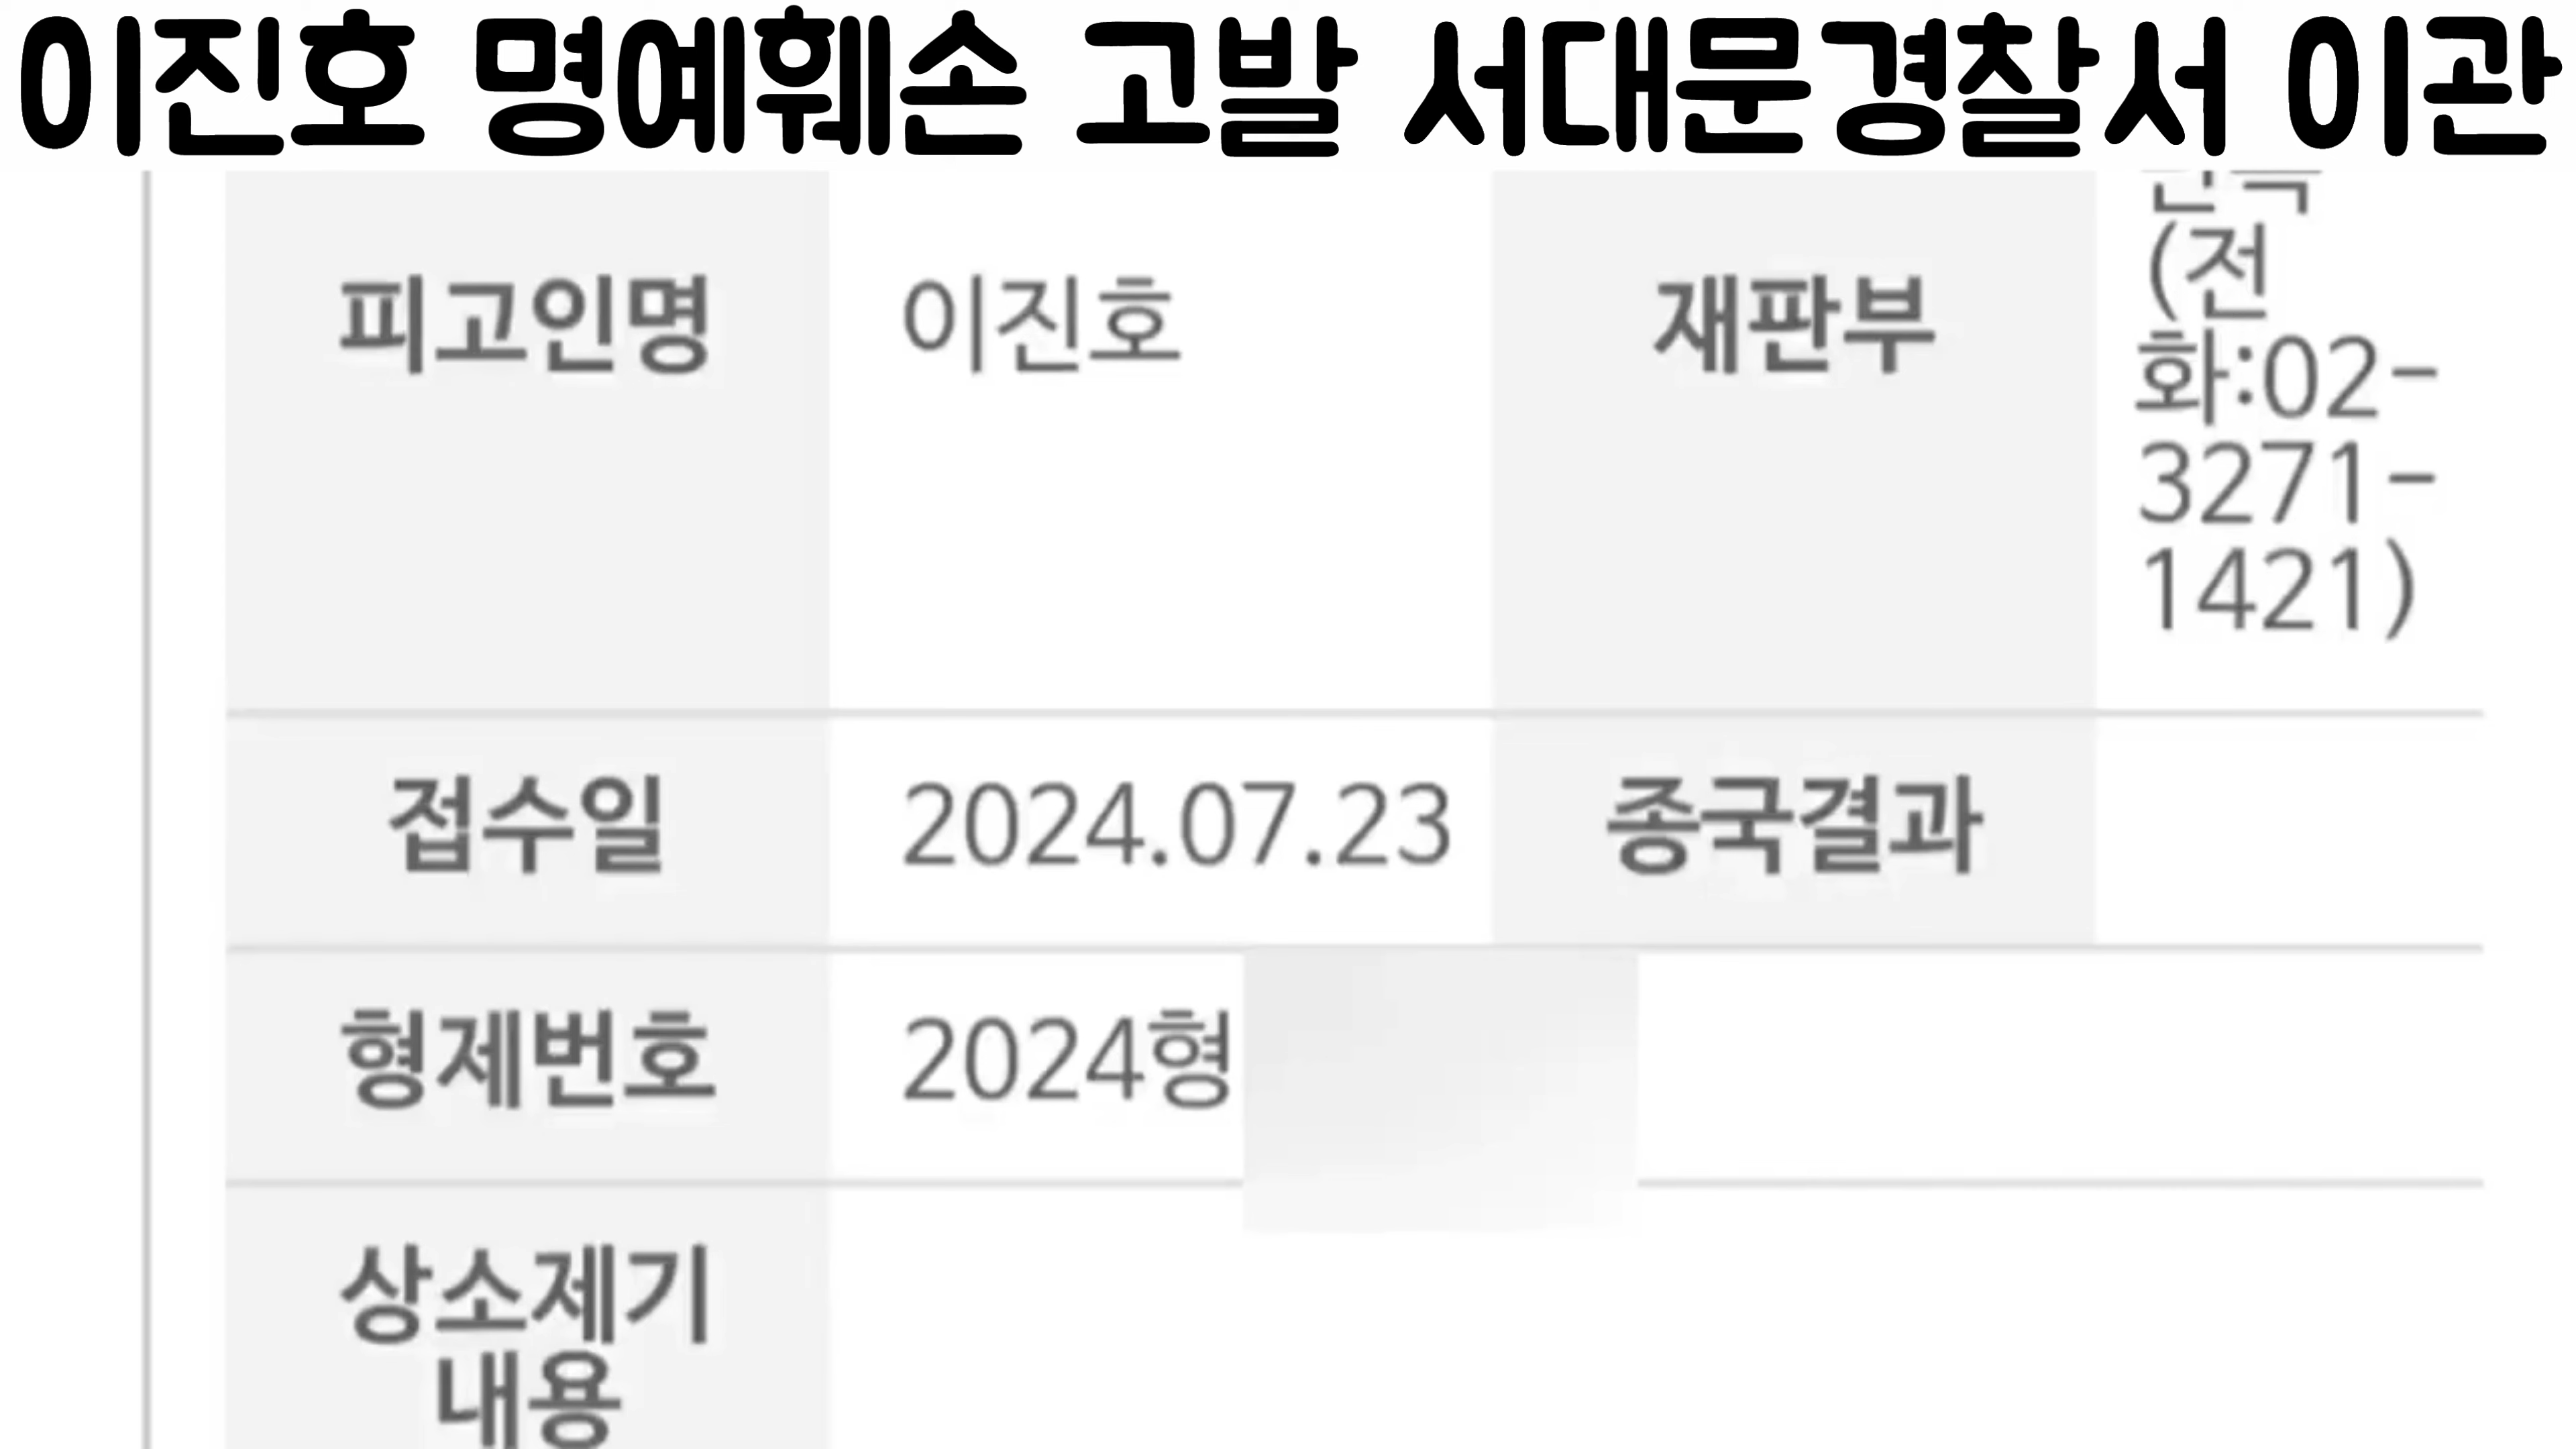 이진호 명예훼손 고발 서대문경찰서 이관
피고인명 이진호 재판부
(전
화:02-
3271-
1421)
접수일 2024.07.23 종국결과
형제번호 2024형
상소제기
내용